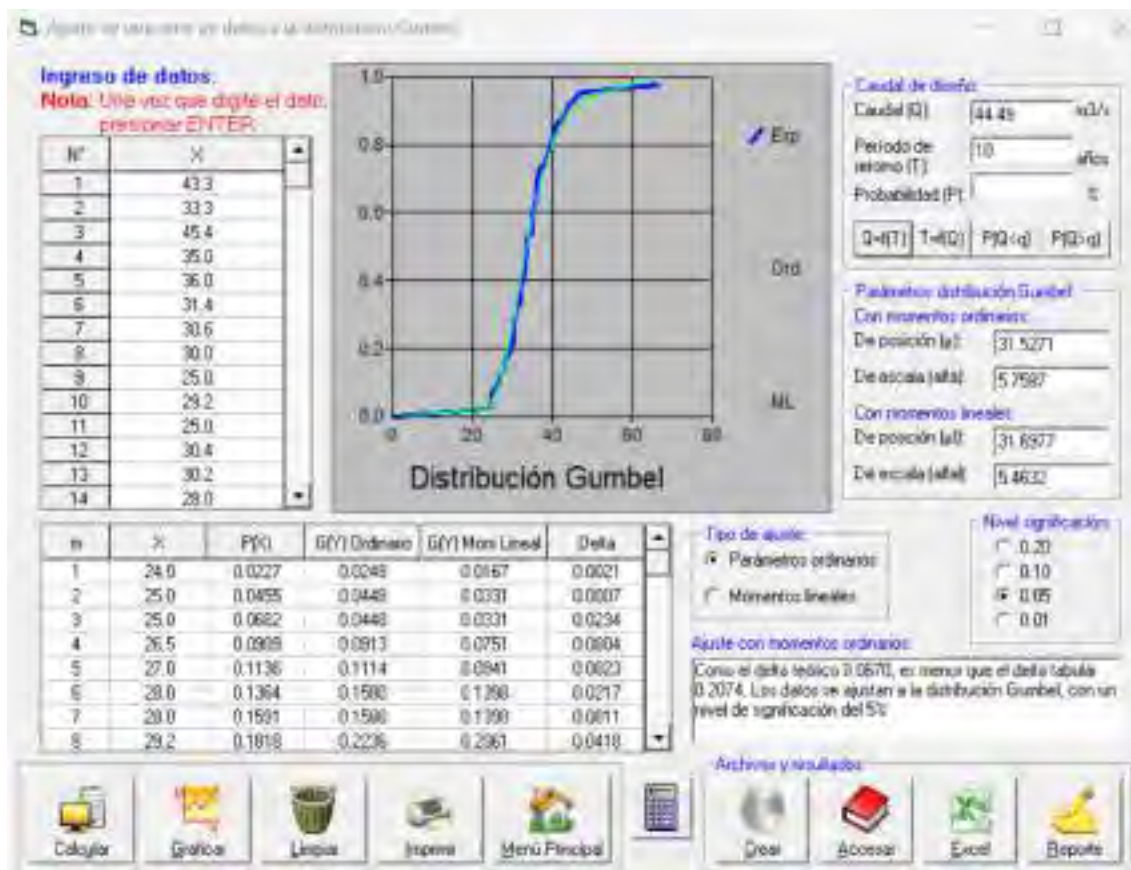 Ajuste de una serie de datos a la distribución Gumbel
Ingreso de datos:
Nota: Una vez que digite el dato,
presionar ENTER
N° X
1 43.3
2 33.3
3 45.4
4 35.0
5 36.0
6 31.4
7 30.6
8 30.0
9 25.0
10 29.2
11 25.0
12 30.4
13 30.2
14 28.0
1.0
0.8
0.6
0.4
0.2
0.0
0 20 40 60 80
Distribución Gumbel
Exp
Ord
ML
Caudal de diseño:
Caudal (Q): 44.49 m3/s
Período de
retorno (T): 10 años
Probabilidad (P): %
Q=f(T) T=f(Q) P(Q<q) P(Q>q)
Parámetros distribución Gumbel
Con momentos ordinarios:
De posición (µ): 31.5271
De escala (alfa): 5.7587
Con momentos lineales:
De posición (µl): 31.6977
De escala (alfal): 5.4632
m X P(X) G(Y) Ordinario G(Y) Mom Lineal Delta
1 24.0 0.0227 0.0248 0.0167 0.0021
2 25.0 0.0455 0.0448 0.0331 0.0007
3 25.0 0.0682 0.0448 0.0331 0.0234
4 26.5 0.0909 0.0913 0.0751 0.0004
5 27.0 0.1136 0.1114 0.0941 0.0023
6 28.0 0.1364 0.1580 0.1398 0.0217
7 28.0 0.1591 0.1580 0.1398 0.0011
8 29.2 0.1818 0.2236 0.2061 0.0418
Tipo de ajuste:
Parámetros ordinarios
Momentos lineales
Nivel significación:
0.20
0.10
0.05
0.01
Ajuste con momentos ordinarios:
Como el delta teórico 0.0670, es menor que el delta tabular
0.2074. Los datos se ajustan a la distribución Gumbel, con un
nivel de significación del 5%
Archivos y resultados:
Calcular Graficar Limpiar Imprimir Menú Principal Crear Accesar Excel Reporte